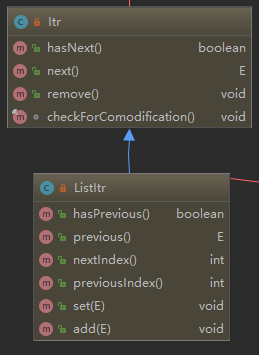 Itr
hasNext() boolean
next() E
remove() void
checkForComodification() void
ListItr
hasPrevious() boolean
previous() E
nextIndex() int
previousIndex() int
set(E) void
add(E) void